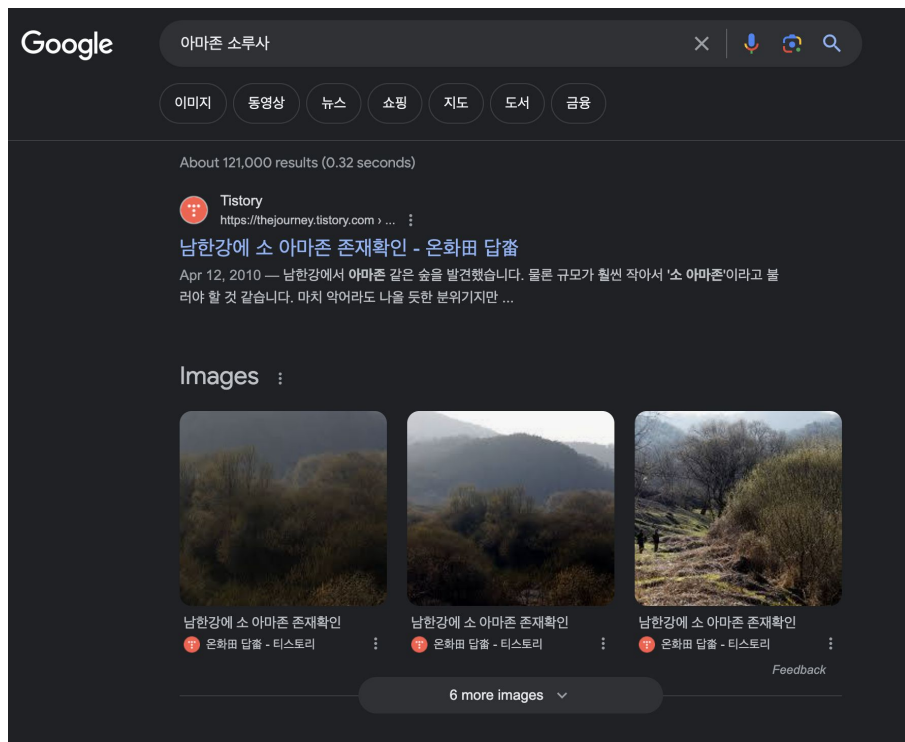 Google
아마존 소루사
이미지
동영상
뉴스
쇼핑
지도
도서
금융
About 121,000 results (0.32 seconds)
Tistory
https://thejourney.tistory.com › ...
남한강에 소 아마존 존재확인 - 온화田 답畓
Apr 12, 2010 — 남한강에서 아마존 같은 숲을 발견했습니다. 물론 규모가 훨씬 작아서 '소 아마존'이라고 불
러야 할 것 같습니다. 마치 악어라도 나올 듯한 분위기지만 ...
Images
남한강에 소 아마존 존재확인
온화田 답畓 - 티스토리
남한강에 소 아마존 존재확인
온화田 답畓 - 티스토리
남한강에 소 아마존 존재확인
온화田 답畓 - 티스토리
Feedback
6 more images